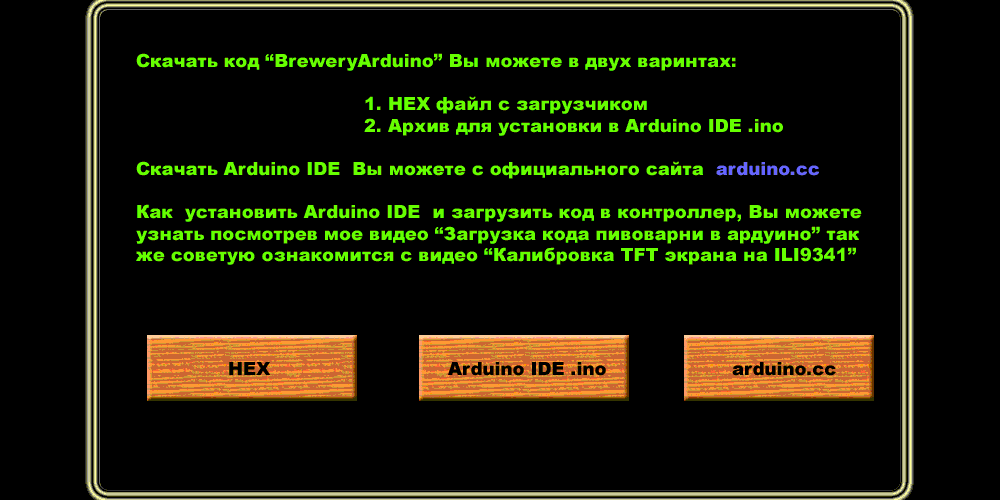 Скачать код “BreweryArduino” Вы можете в двух варинтах:
1. HEX файл с загрузчиком
2. Архив для установки в Arduino IDE .ino
Скачать Arduino IDE Вы можете с официального сайта arduino.cc
Как установить Arduino IDE и загрузить код в контроллер, Вы можете
узнать посмотрев мое видео “Загрузка кода пивоварни в ардуино” так
же советую ознакомится с видео “Калибровка TFT экрана на ILI9341”
HEX
Arduino IDE .ino
arduino.cc